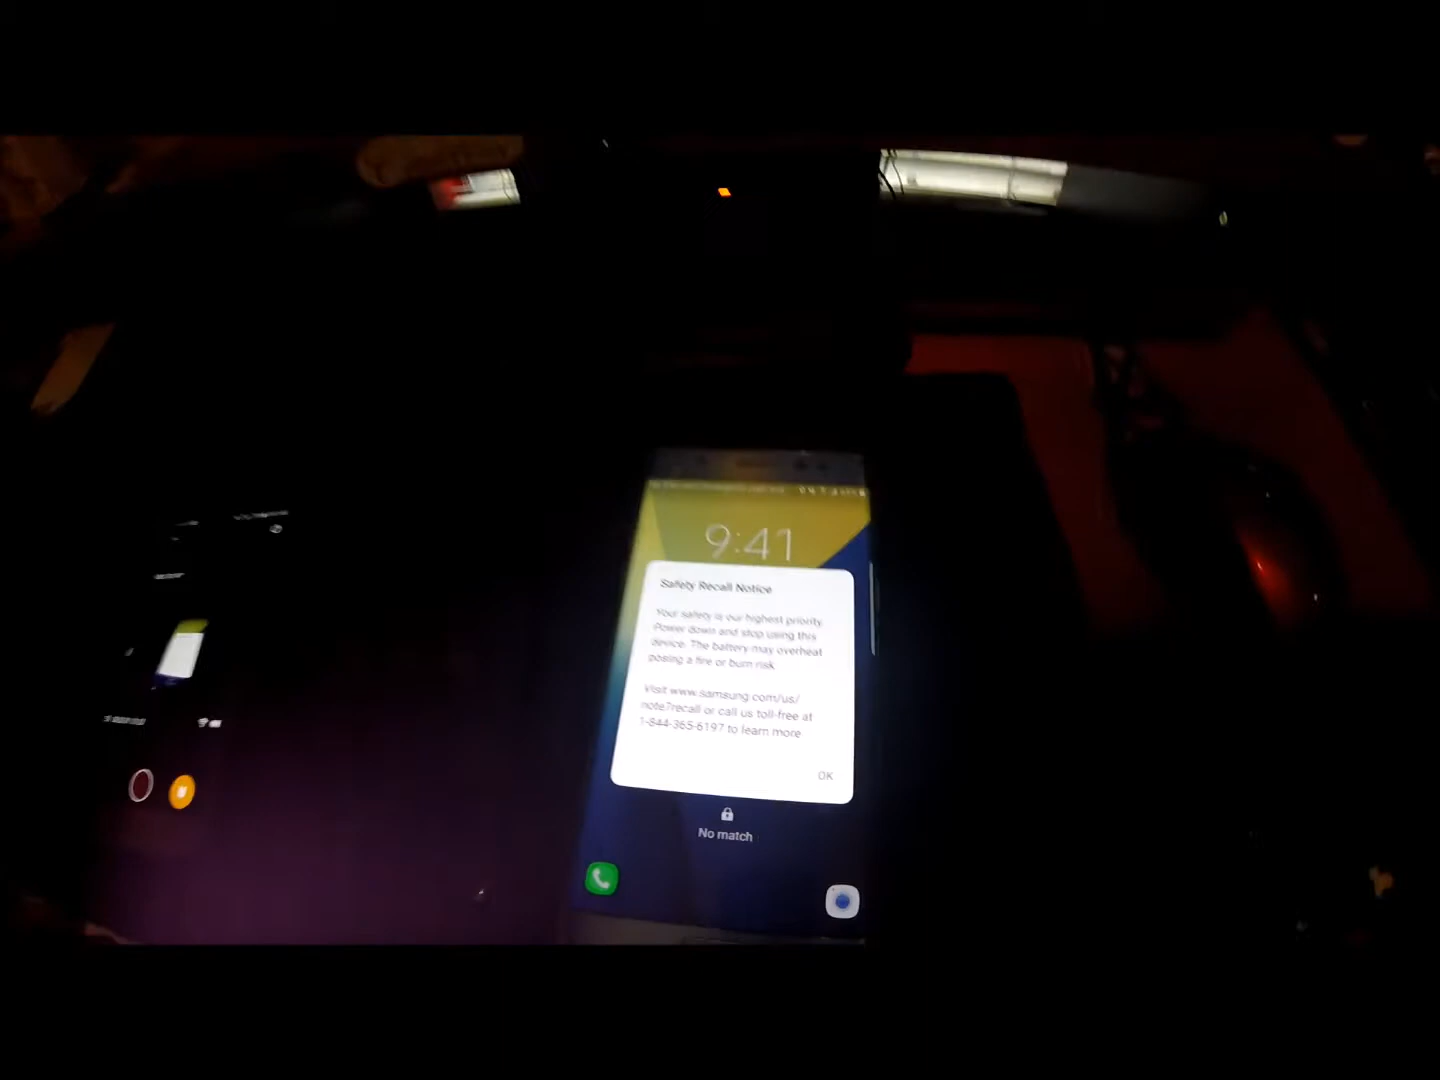 9:41
Safety Recall Notice
Your safety is our highest priority.
Power down and stop using this
device. The battery may overheat
posing a fire or burn risk.
Visit www.samsung.com/us/
note7recall or call us toll-free at
1-844-365-6197 to learn more
OK
No match